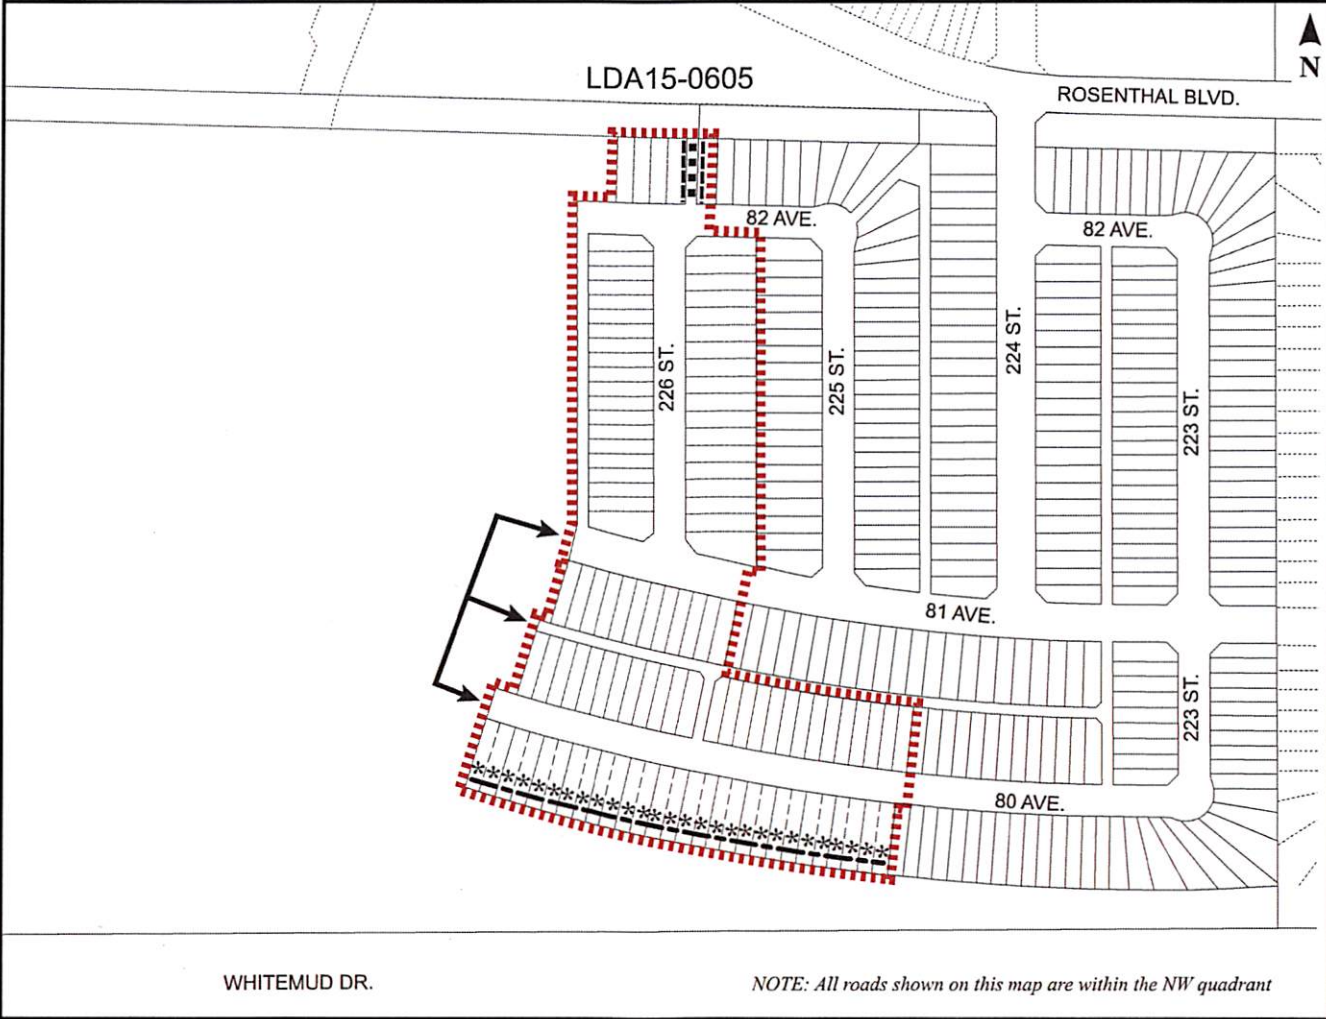 LDA15-0605
N
ROSENTHAL BLVD.
82 AVE.
82 AVE.
226 ST.
225 ST.
224 ST.
223 ST.
81 AVE.
223 ST.
80 AVE.
WHITEMUD DR.
NOTE: All roads shown on this map are within the NW quadrant